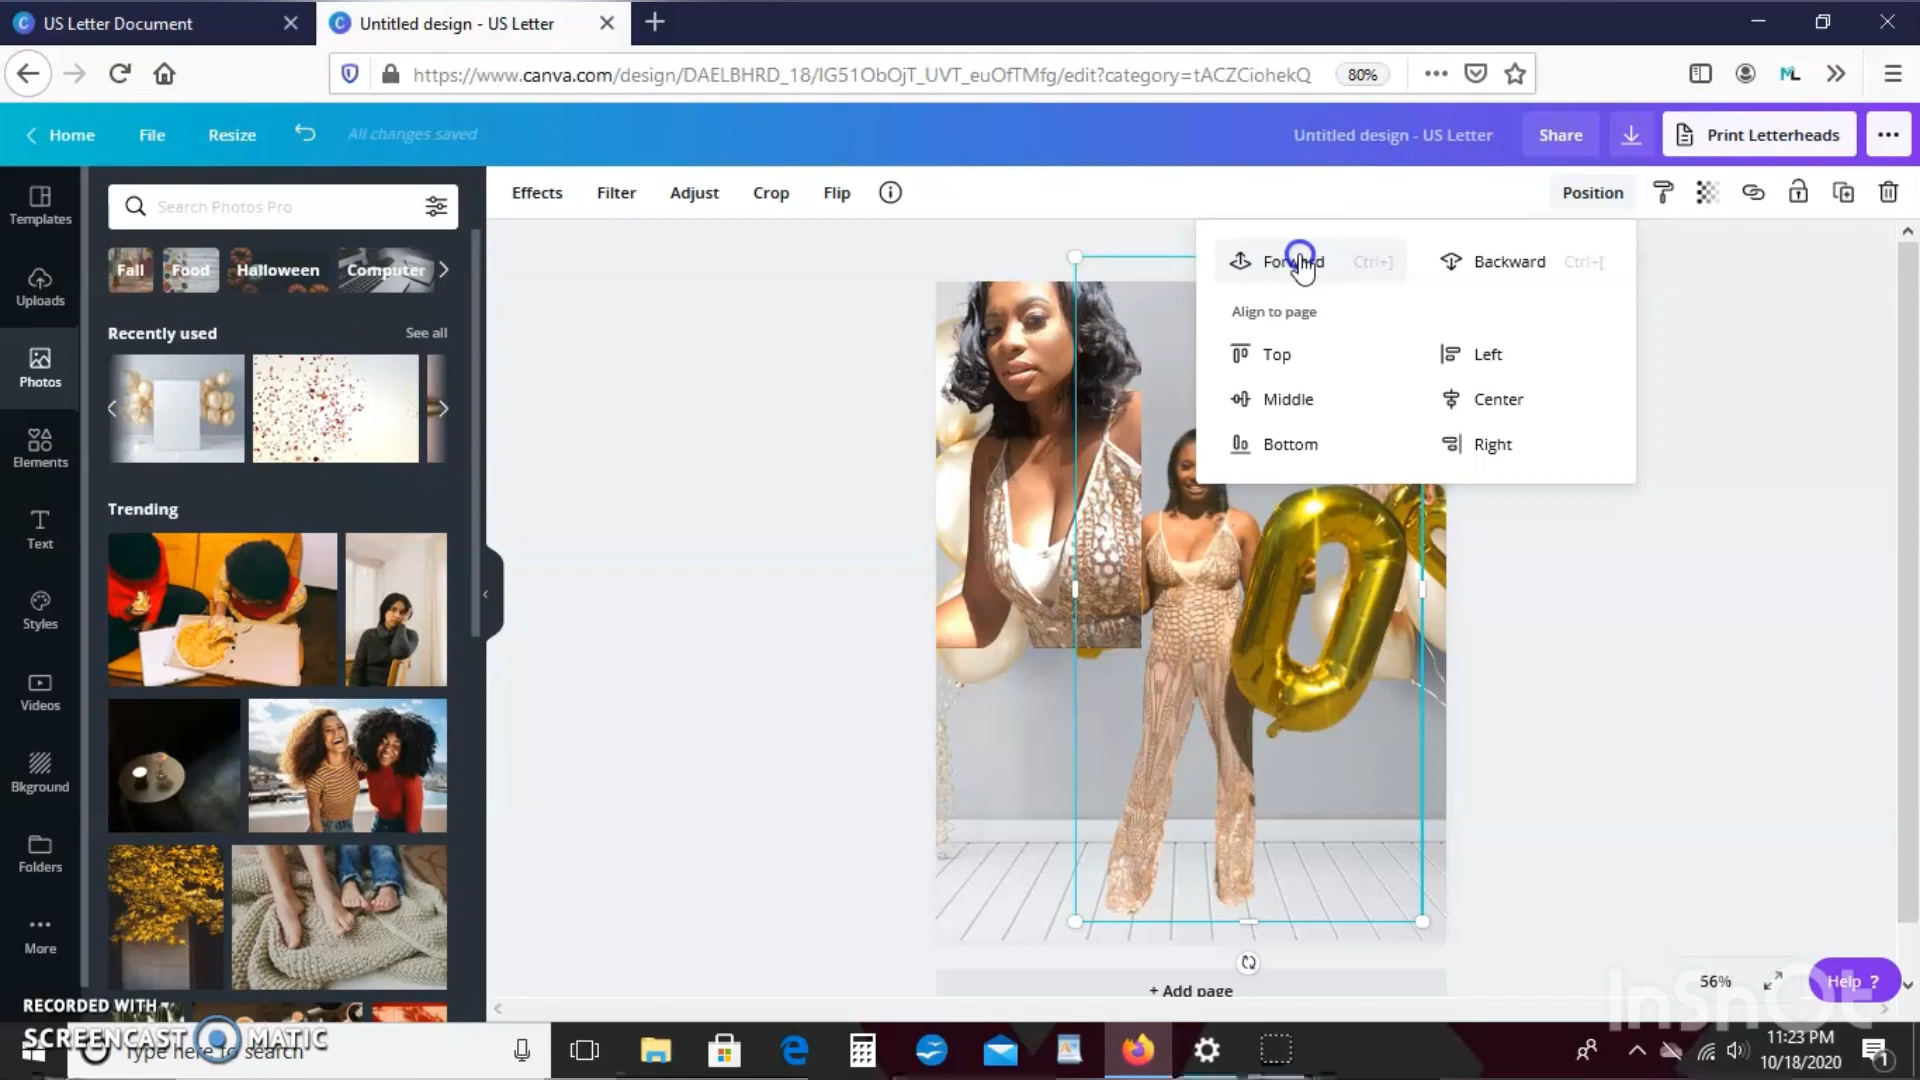 US Letter Document
Untitled design - US Letter
https://www.canva.com/design/DAELBHRD_18/IG51ObOjT_UVT_euOfTMfg/edit?category=tACZCiohekQ
80%
Home
File
Resize
All changes saved
Untitled design - US Letter
Share
Print Letterheads
Templates
Uploads
Photos
Elements
Text
Styles
Videos
Bkground
Folders
More
Search Photos Pro
Fall
Food
Halloween
Computer
Recently used
See all
Trending
Effects
Filter
Adjust
Crop
Flip
Position
Forward Ctrl+]
Backward Ctrl+[
Align to page
Top
Left
Middle
Center
Bottom
Right
+ Add page
56%
Help ?
InShot
RECORDED WITH
SCREENCAST MATIC
Type here to search
11:23 PM
10/18/2020
1